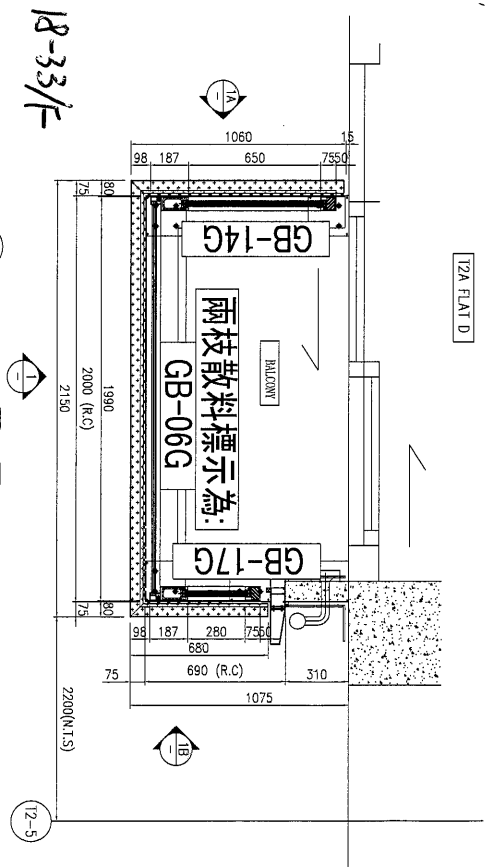 18-33/F
T2A FLAT D
1A
-
1060
15
98
187
650
75
50
GB-14G
BALCONY
兩枝散料標示為:
GB-06G
GB-17G
80
75
1990
2000 (R.C)
2150
80
75
1
-
98
187
280
75
50
680
690 (R.C)
310
75
1075
1B
-
2200(N.T.S)
T2-5